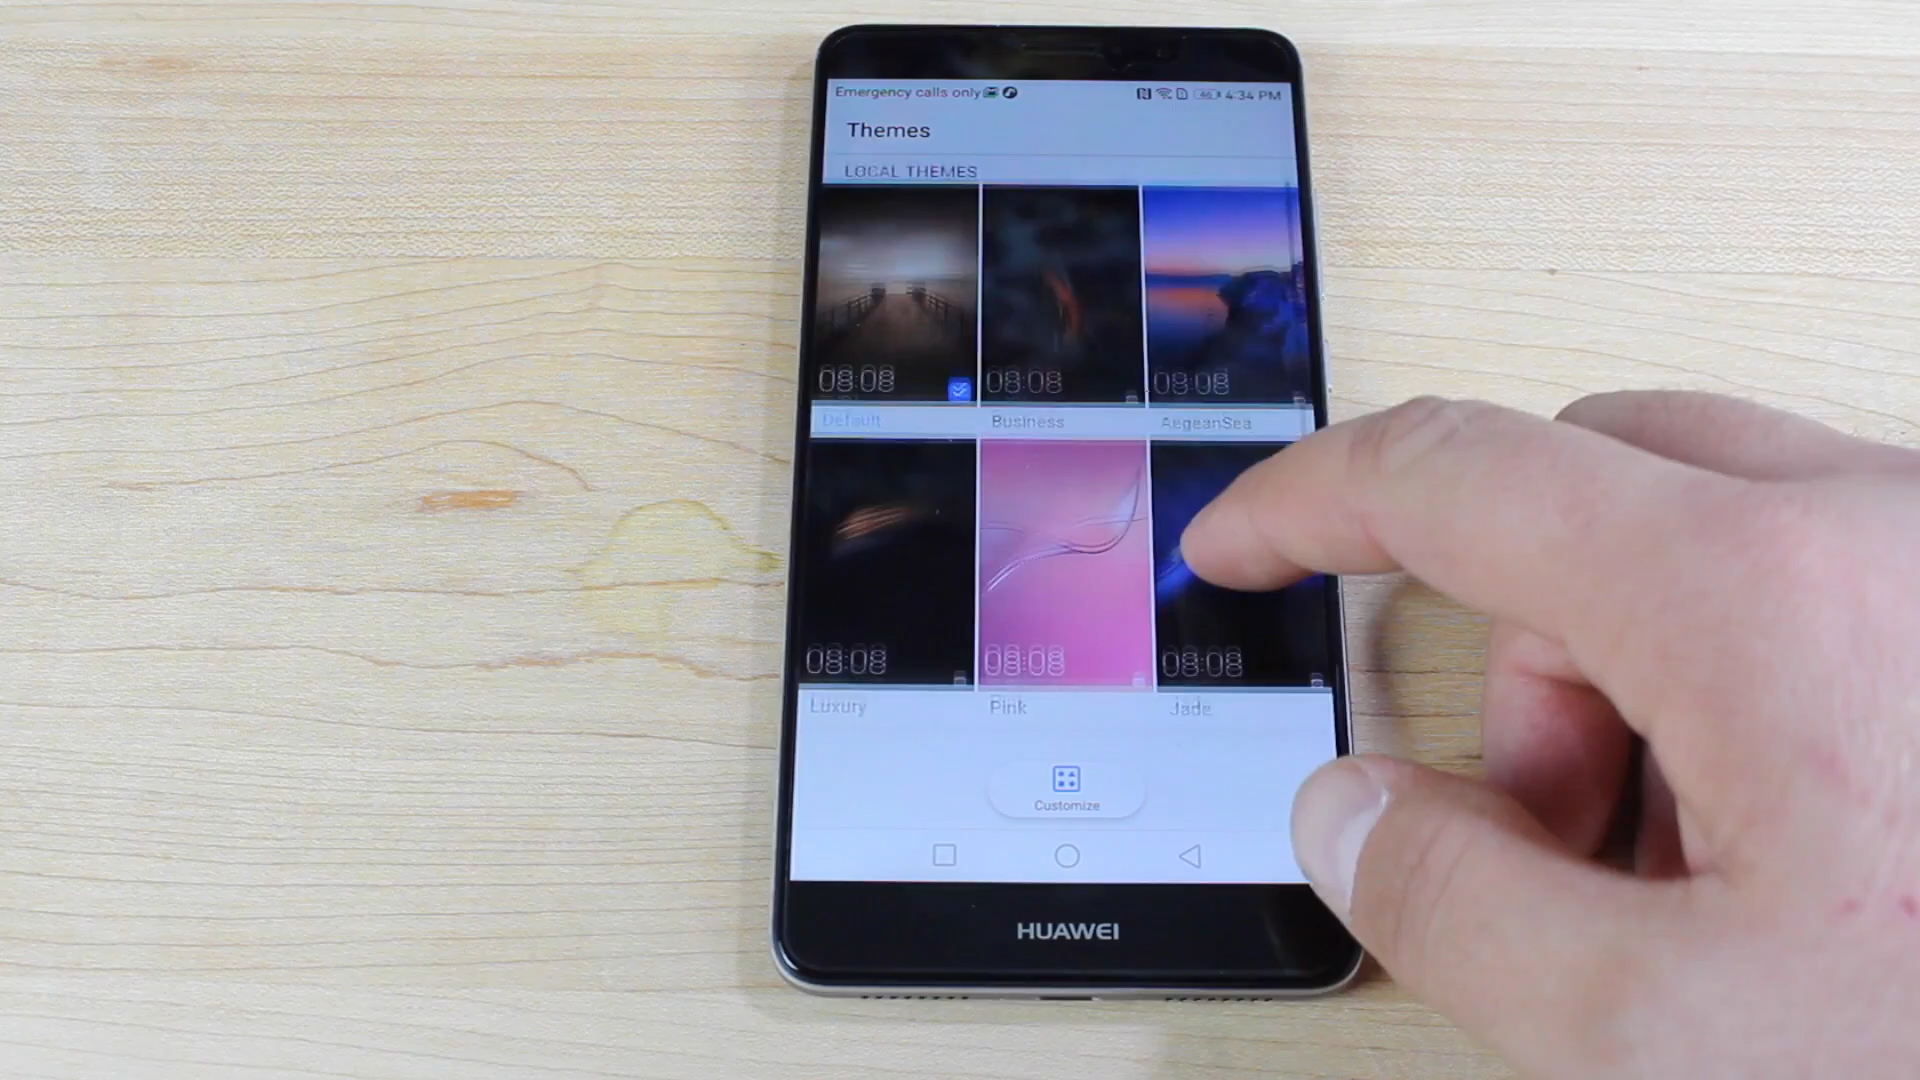 Emergency calls only
46 4:34 PM
Themes
LOCAL THEMES
08:08
08:08
08:08
Default
Business
AegeanSea
08:08
08:08
08:08
Luxury
Pink
Jade
Customize
HUAWEI